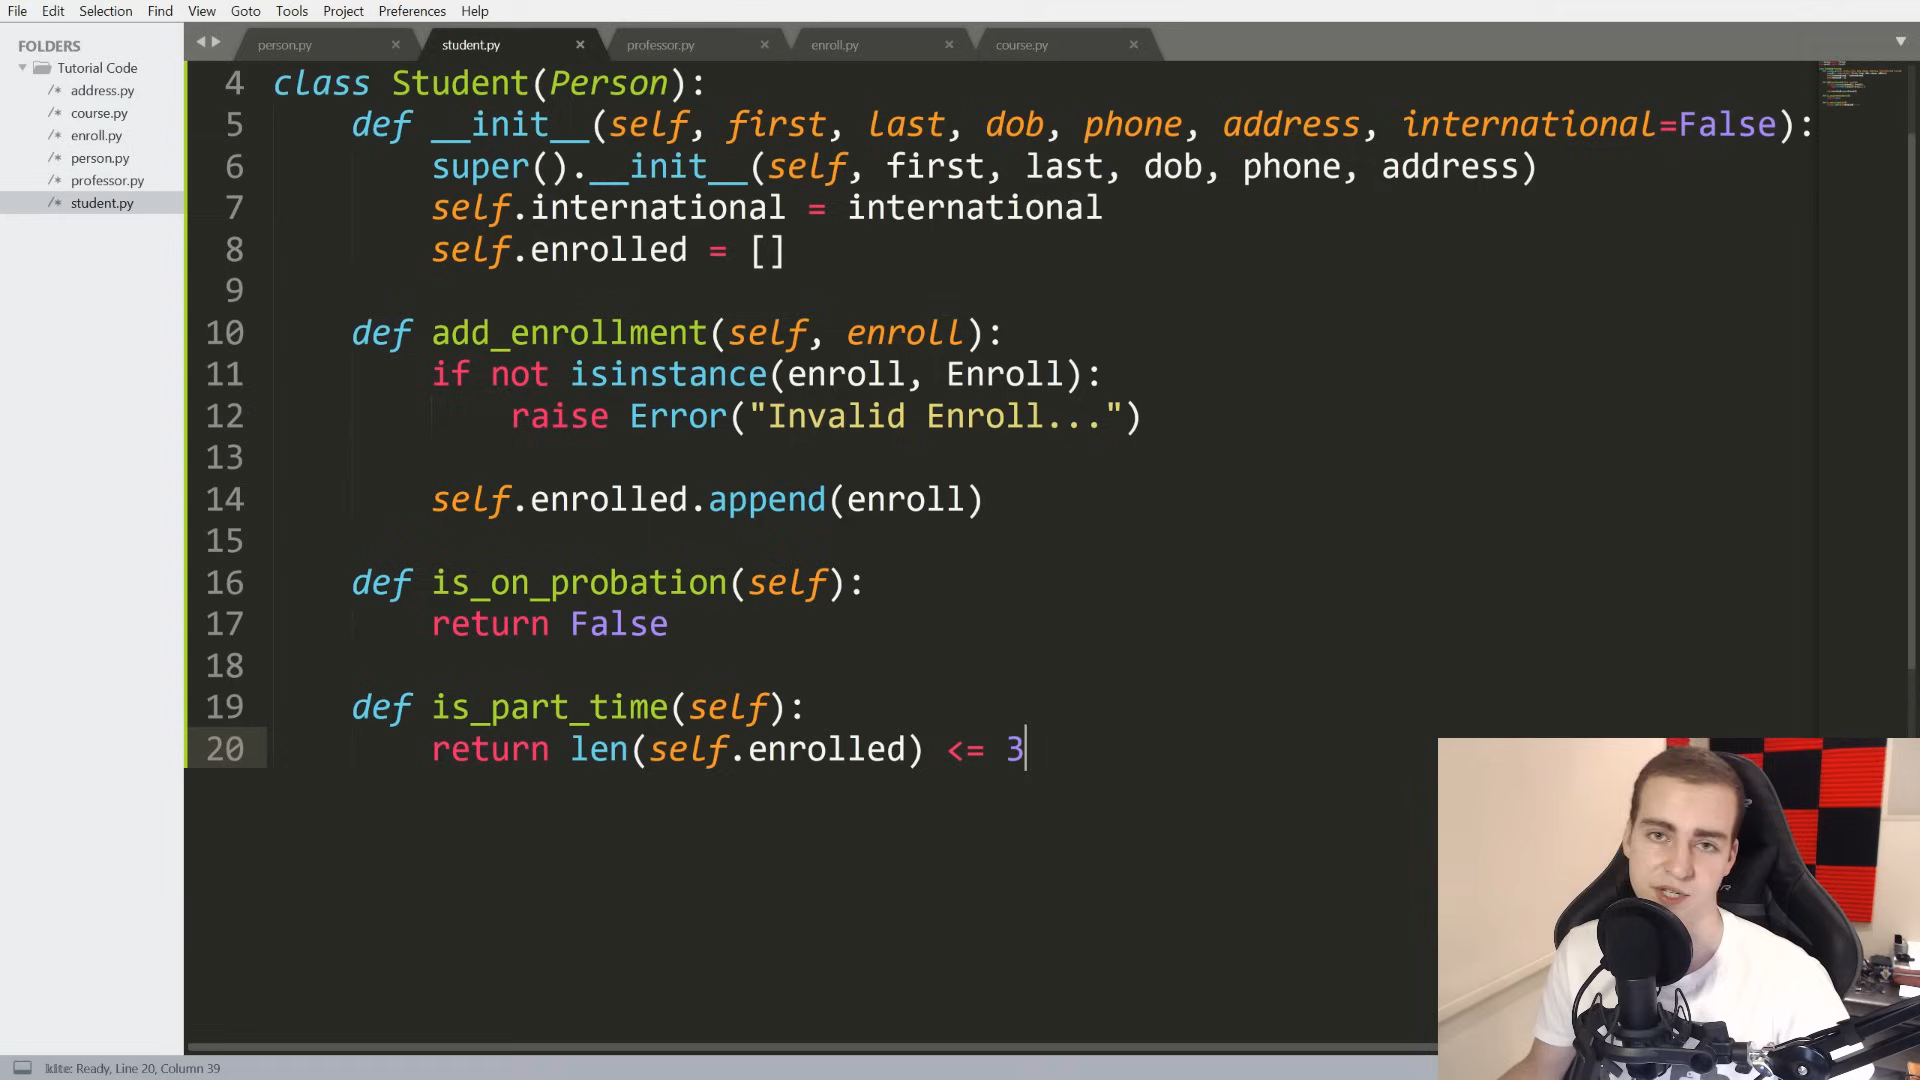 File Edit Selection Find View Goto Tools Project Preferences Help
FOLDERS
Tutorial Code
/* address.py
/* course.py
/* enroll.py
/* person.py
/* professor.py
/* student.py
person.py × student.py × professor.py × enroll.py × course.py ×
4 class Student(Person):
5 def __init__(self, first, last, dob, phone, address, international=False):
6 super().__init__(self, first, last, dob, phone, address)
7 self.international = international
8 self.enrolled = []
9
10 def add_enrollment(self, enroll):
11 if not isinstance(enroll, Enroll):
12 raise Error("Invalid Enroll...")
13
14 self.enrolled.append(enroll)
15
16 def is_on_probation(self):
17 return False
18
19 def is_part_time(self):
20 return len(self.enrolled) <= 3
kite: Ready, Line 20, Column 39